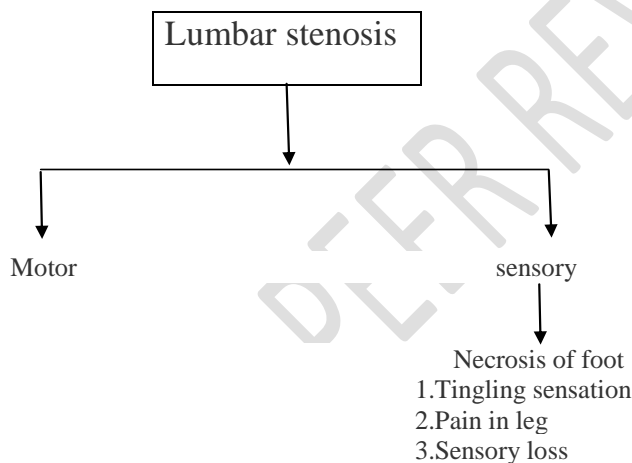 Lumbar stenosis
Motor
sensory
Necrosis of foot
1.Tingling sensation
2.Pain in leg
3.Sensory loss